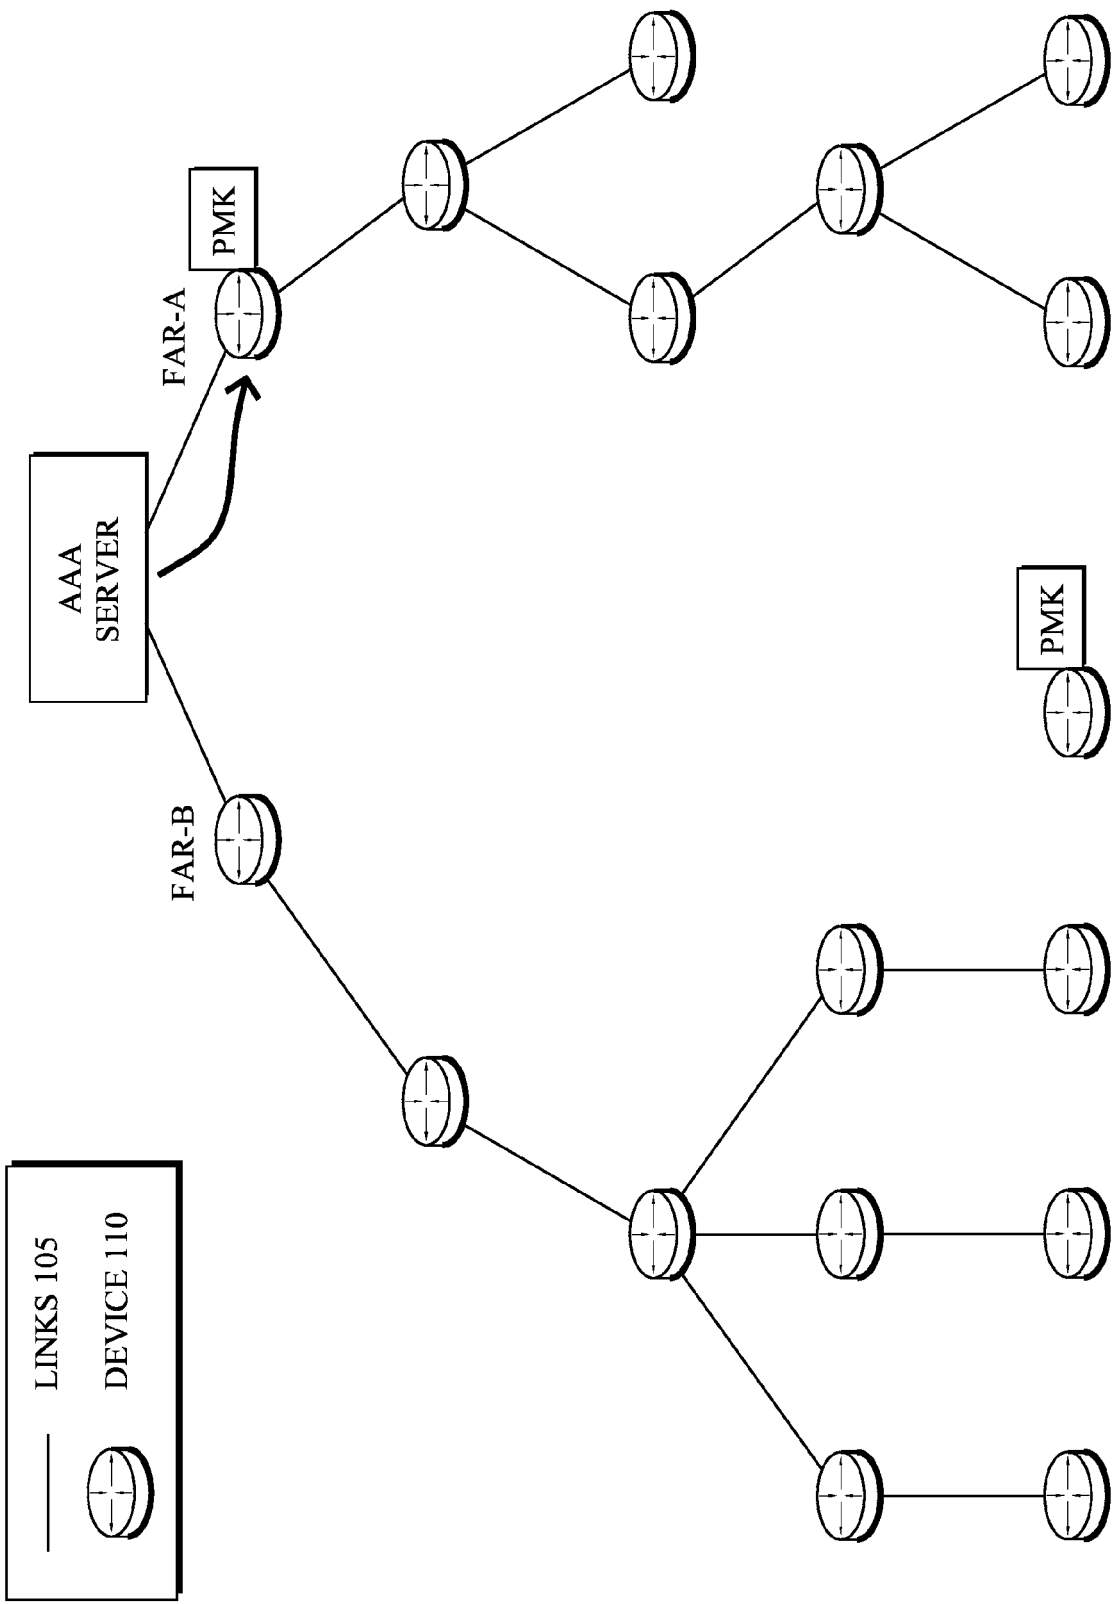 LINKS 105
DEVICE 110
AAA
SERVER
FAR-B
FAR-A
PMK
PMK